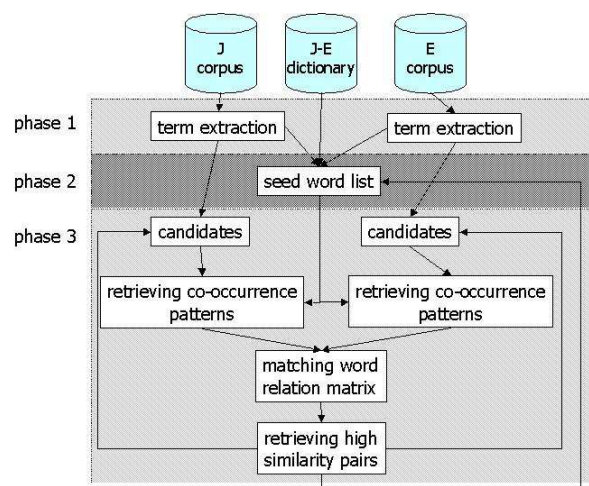 J
corpus
J-E
dictionary
E
corpus
phase 1
term extraction
term extraction
phase 2
seed word list
phase 3
candidates
candidates
retrieving co-occurrence
patterns
retrieving co-occurrence
patterns
matching word
relation matrix
retrieving high
similarity pairs